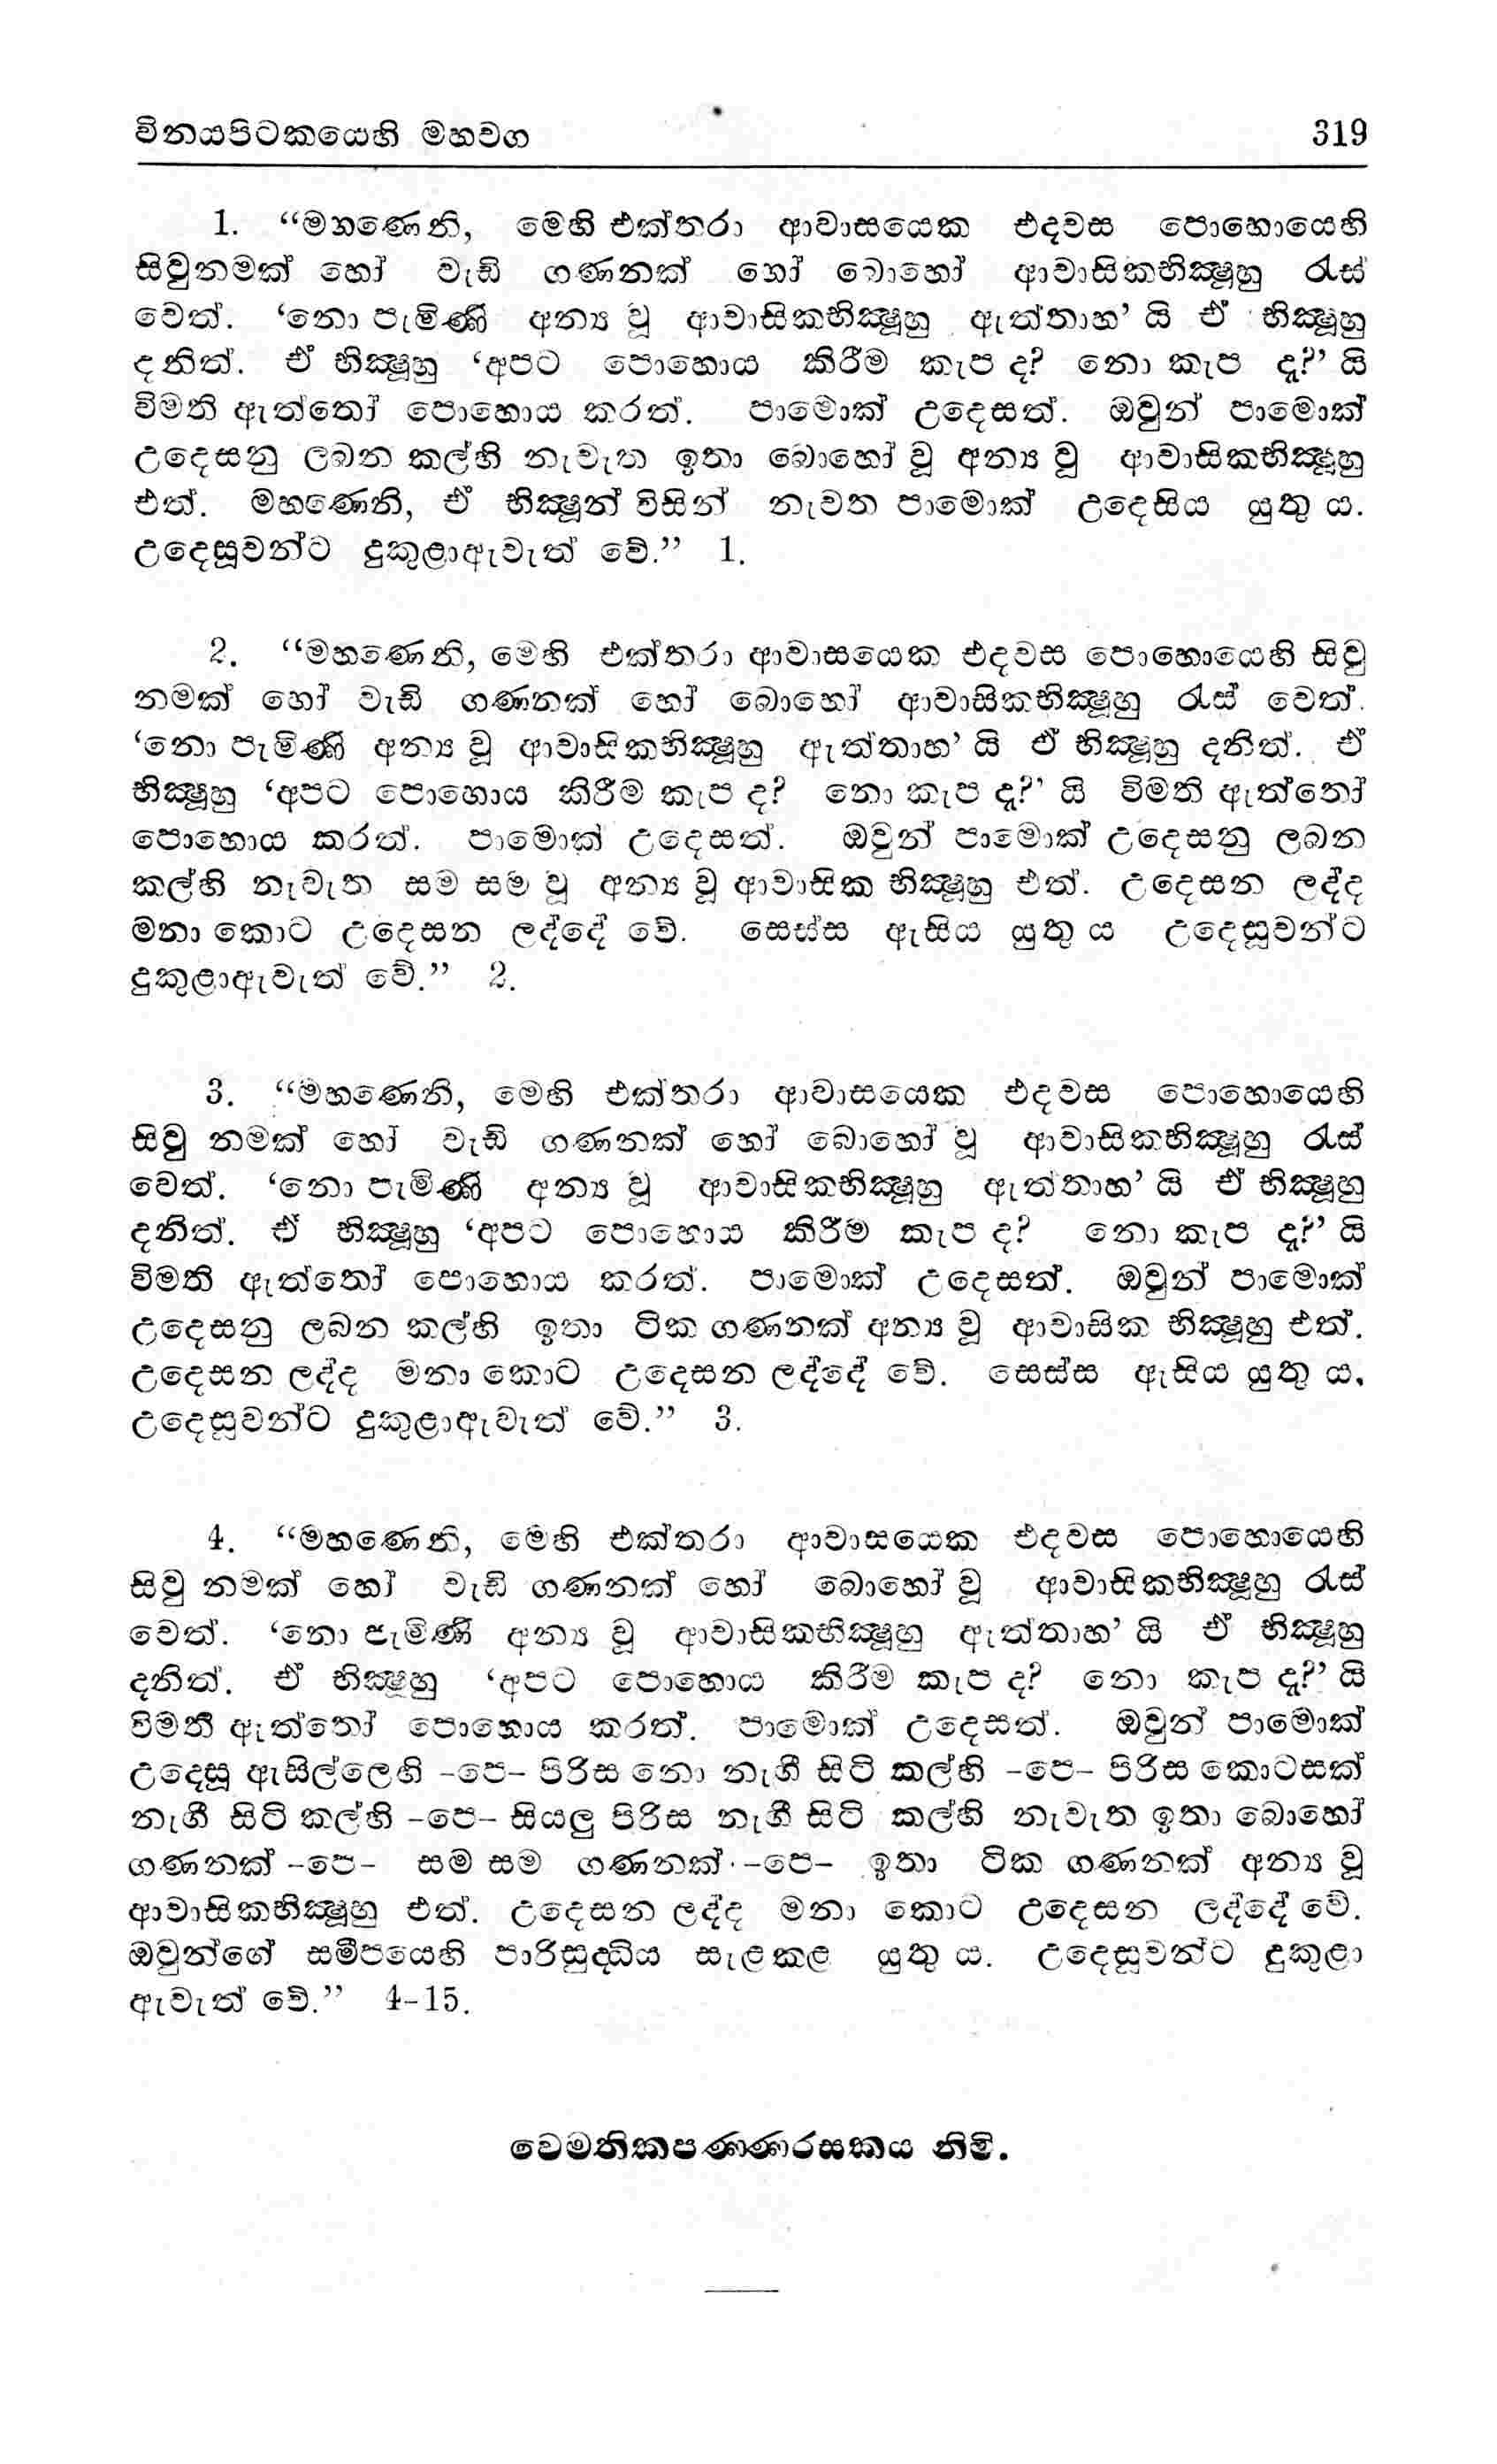 විනයපිටකයෙහි මහවග 319
1. “මහණෙනි, මෙහි එක්තරා ආවාසයෙක එදවස පොහොයෙහි
සිවුනමක් හෝ වැඩි ගණනක් හෝ බොහෝ ආවාසිකභික්‍ෂූහු රැස්
වෙත්. ‘නො පැමිණි අන්‍ය වූ ආවාසිකභික්‍ෂූහු ඇත්තාහ’ යි ඒ භික්‍ෂූහු
දනිත්. ඒ භික්‍ෂූහු ‘අපට පොහොය කිරීම කැප ද? නො කැප දැ?’ යි
විමති ඇත්තෝ පොහොය කරත්. පාමොක් උදෙසත්. ඔවුන් පාමොක්
උදෙසනු ලබන කල්හි නැවැත ඉතා බොහෝ වූ අන්‍ය වූ ආවාසිකභික්‍ෂූහු
එත්. මහණෙනි, ඒ භික්‍ෂූන් විසින් නැවත පාමොක් උදෙසිය යුතු ය.
උදෙසූවන්ට දුකුළාඇවැත් වේ.” 1.
2. “මහණෙනි, මෙහි එක්තරා ආවාසයෙක එදවස පොහොයෙහි සිවු
නමක් හෝ වැඩි ගණනක් හෝ බොහෝ ආවාසිකභික්‍ෂූහු රැස් වෙත්.
‘නො පැමිණි අන්‍ය වූ ආවාසිකභික්‍ෂූහු ඇත්තාහ’ යි ඒ භික්‍ෂූහු දනිත්. ඒ
භික්‍ෂූහු ‘අපට පොහොය කිරීම කැප ද? නො කැප දැ?’ යි විමති ඇත්තෝ
පොහොය කරත්. පාමොක් උදෙසත්. ඔවුන් පාමොක් උදෙසනු ලබන
කල්හි නැවැත සම සම වූ අන්‍ය වූ ආවාසික භික්‍ෂූහු එත්. උදෙසන ලද්ද
මනා කොට උදෙසන ලද්දේ වේ. සෙස්ස ඇසිය යුතු ය උදෙසූවන්ට
දුකුළාඇවැත් වේ.” 2.
3. “මහණෙනි, මෙහි එක්තරා ආවාසයෙක එදවස පොහොයෙහි
සිවු නමක් හෝ වැඩි ගණනක් හෝ බොහෝ වූ ආවාසිකභික්‍ෂූහු රැස්
වෙත්. ‘නො පැමිණි අන්‍ය වූ ආවාසිකභික්‍ෂූහු ඇත්තාහ’ යි ඒ භික්‍ෂූහු
දනිත්. ඒ භික්‍ෂූහු ‘අපට පොහොය කිරීම කැප ද? නො කැප දැ?’ යි
විමති ඇත්තෝ පොහොය කරත්. පාමොක් උදෙසත්. ඔවුන් පාමොක්
උදෙසනු ලබන කල්හි ඉතා ටික ගණනක් අන්‍ය වූ ආවාසික භික්‍ෂූහු එත්.
උදෙසන ලද්ද මනා කොට උදෙසන ලද්දේ වේ. සෙස්ස ඇසිය යුතු ය,
උදෙසූවන්ට දුකුළාඇවැත් වේ.” 3.
4. “මහණෙනි, මෙහි එක්තරා ආවාසයෙක එදවස පොහොයෙහි
සිවු නමක් හෝ වැඩි ගණනක් හෝ බොහෝ වූ ආවාසිකභික්‍ෂූහු රැස්
වෙත්. ‘නො පැමිණි අන්‍ය වූ ආවාසිකභික්‍ෂූහු ඇත්තාහ’ යි ඒ භික්‍ෂූහු
දනිත්. ඒ භික්‍ෂූහු ‘අපට පොහොය කිරීම කැප ද? නො කැප දැ?’ යි
විමති ඇත්තෝ පොහොය කරත්. පාමොක් උදෙසත්. ඔවුන් පාමොක්
උදෙසූ ඇසිල්ලෙහි -පෙ- පිරිස නො නැගී සිටි කල්හි -පෙ- පිරිස කොටසක්
නැගී සිටි කල්හි -පෙ- සියලු පිරිස නැගී සිටි කල්හි නැවැත ඉතා බොහෝ
ගණනක් -පෙ- සම සම ගණනක් -පෙ- ඉතා ටික ගණනක් අන්‍ය වූ
ආවාසිකභික්‍ෂූහු එත්. උදෙසන ලද්ද මනා කොට උදෙසන ලද්දේ වේ.
ඔවුන්ගේ සමීපයෙහි පාරිසුද්‍ධිය සැළකළ යුතු ය. උදෙසූවන්ට දුකුළා
ඇවැත් වේ.” 4-15.
වෙමතිකපණ්‍ණරසකය නිමි.